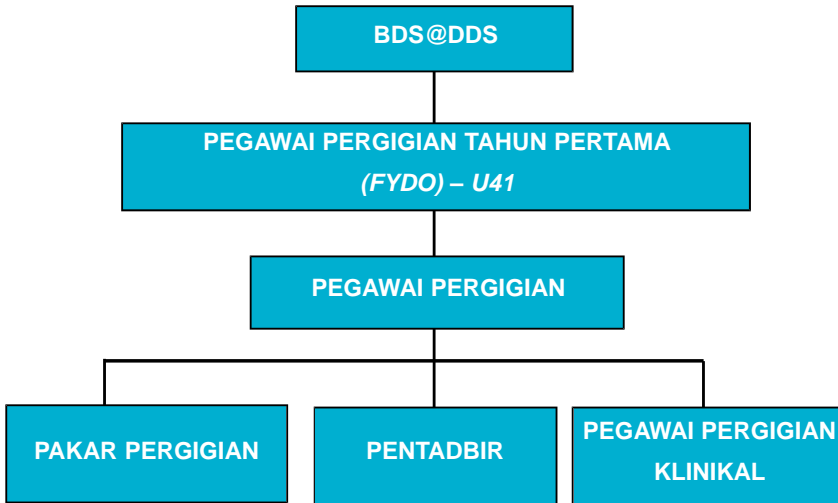 BDS@DDS
PEGAWAI PERGIGIAN TAHUN PERTAMA
(FYDO) – U41
PEGAWAI PERGIGIAN
PAKAR PERGIGIAN
PENTADBIR
PEGAWAI PERGIGIAN
KLINIKAL